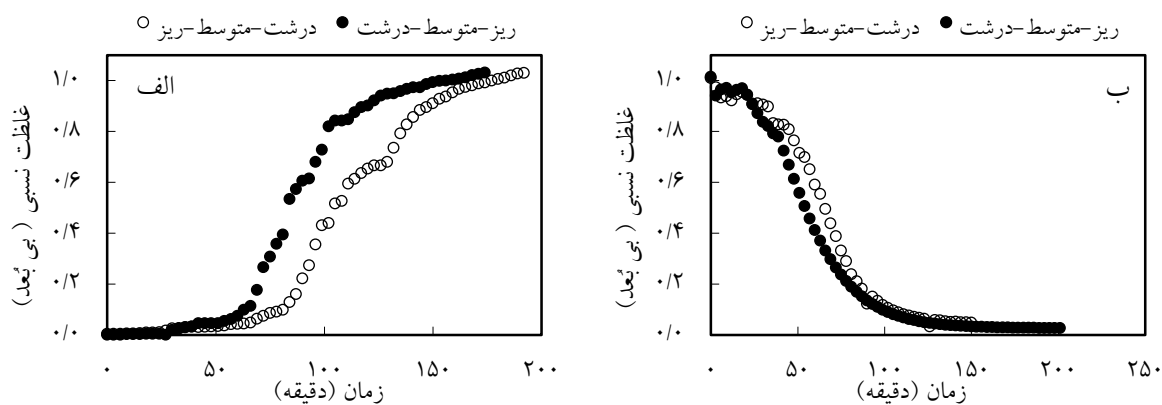 ریز-متوسط-درشت ● درشت-متوسط-ریز ○
الف
غلظت نسبی ( بی بُعد)
۱/۰
۰/۸
۰/۶
۰/۴
۰/۲
۰/۰
۰ ۵۰ ۱۰۰ ۱۵۰ ۲۰۰
زمان (دقیقه)
ریز-متوسط-درشت ● درشت-متوسط-ریز ○
ب
غلظت نسبی ( بی بُعد)
۱/۰
۰/۸
۰/۶
۰/۴
۰/۲
۰/۰
۰ ۵۰ ۱۰۰ ۱۵۰ ۲۰۰ ۲۵۰
زمان (دقیقه)